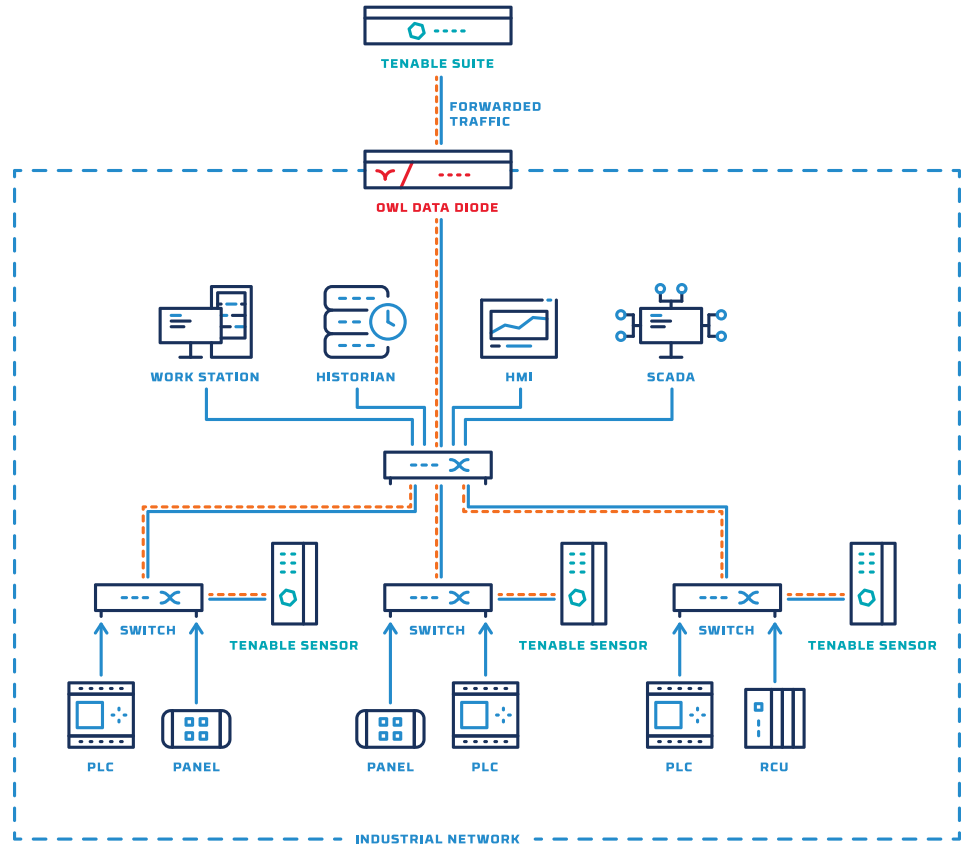 TENABLE SUITE
FORWARDED
TRAFFIC
OWL DATA DIODE
WORK STATION
HISTORIAN
HMI
SCADA
SWITCH
TENABLE SENSOR
SWITCH
TENABLE SENSOR
SWITCH
TENABLE SENSOR
PLC
PANEL
PANEL
PLC
PLC
RCU
INDUSTRIAL NETWORK